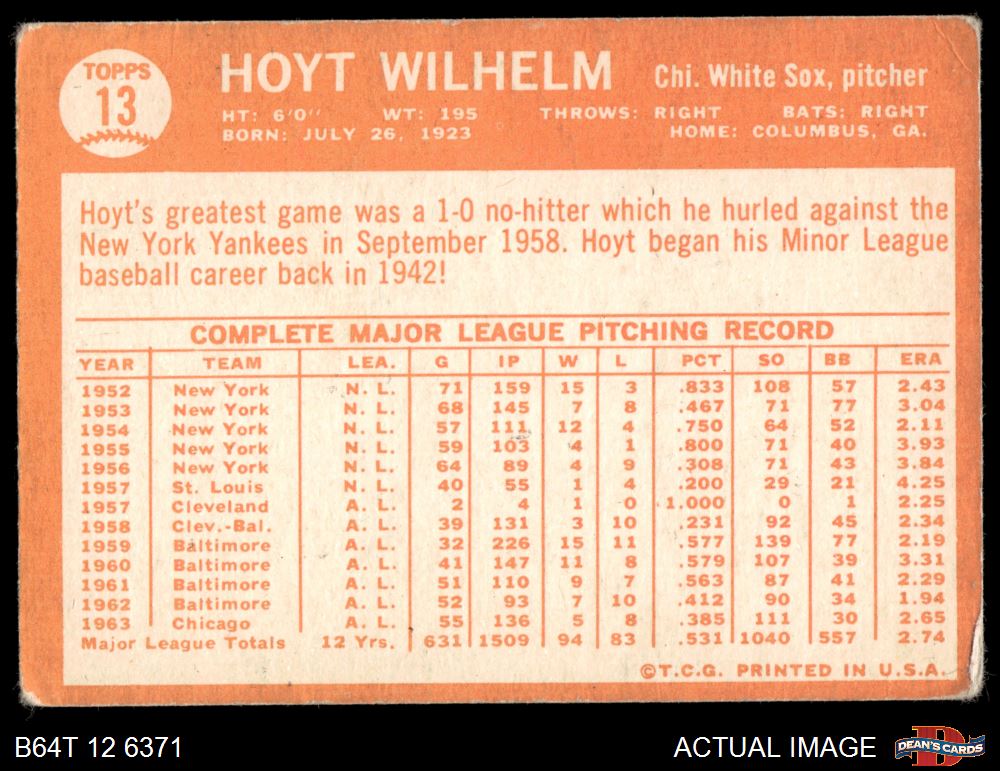 TOPPS
13
HOYT WILHELM Chi. White Sox, pitcher
HT: 6'0" WT: 195 THROWS: RIGHT BATS: RIGHT
BORN: JULY 26, 1923 HOME: COLUMBUS, GA.
Hoyt's greatest game was a 1-0 no-hitter which he hurled against the
New York Yankees in September 1958. Hoyt began his Minor League
baseball career back in 1942!
COMPLETE MAJOR LEAGUE PITCHING RECORD
YEAR TEAM LEA. G IP W L PCT SO BB ERA
1952 New York N. L. 71 159 15 3 .833 108 57 2.43
1953 New York N. L. 68 145 7 8 .467 71 77 3.04
1954 New York N. L. 57 111 12 4 .750 64 52 2.11
1955 New York N. L. 59 103 4 1 .800 71 40 3.93
1956 New York N. L. 64 89 4 9 .308 71 43 3.84
1957 St. Louis N. L. 40 55 1 4 .200 29 21 4.25
1957 Cleveland A. L. 2 4 1 0 1.000 0 1 2.25
1958 Clev.-Bal. A. L. 39 131 3 10 .231 92 45 2.34
1959 Baltimore A. L. 32 226 15 11 .577 139 77 2.19
1960 Baltimore A. L. 41 147 11 8 .579 107 39 3.31
1961 Baltimore A. L. 51 110 9 7 .563 87 41 2.29
1962 Baltimore A. L. 52 93 7 10 .412 90 34 1.94
1963 Chicago A. L. 55 136 5 8 .385 111 30 2.65
Major League Totals 12 Yrs. 631 1509 94 83 .531 1040 557 2.74
©T.C.G. PRINTED IN U.S.A.
B64T 12 6371 ACTUAL IMAGE D DEAN'S CARDS